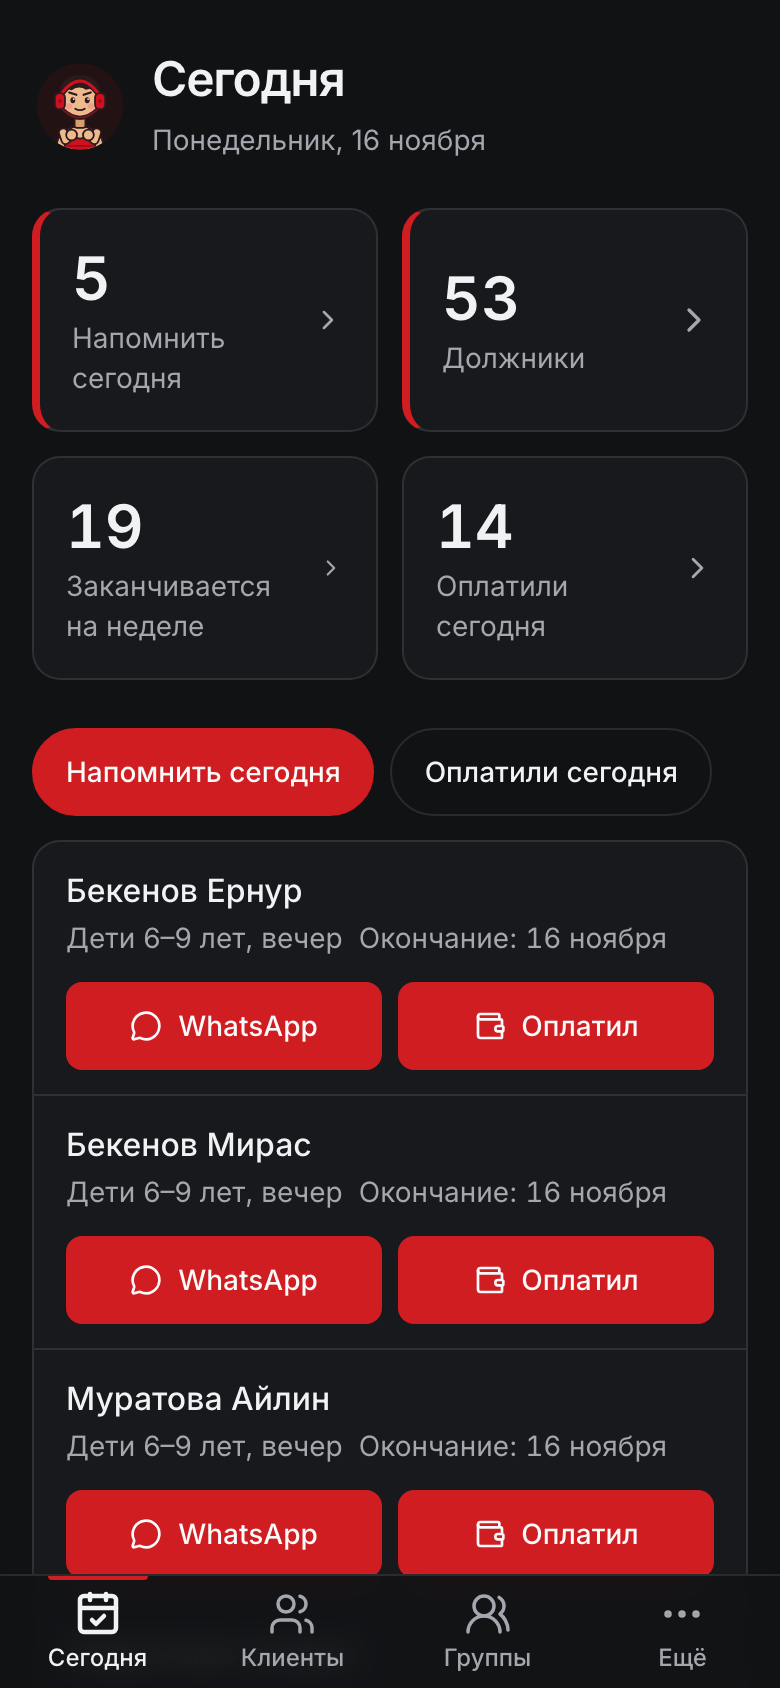 Сегодня
Понедельник, 16 ноября
5
Напомнить
сегодня
53
Должники
19
Заканчивается
на неделе
14
Оплатили
сегодня
Напомнить сегодня
Оплатили сегодня
Бекенов Ернур
Дети 6–9 лет, вечер Окончание: 16 ноября
WhatsApp
Оплатил
Бекенов Мирас
Дети 6–9 лет, вечер Окончание: 16 ноября
WhatsApp
Оплатил
Муратова Айлин
Дети 6–9 лет, вечер Окончание: 16 ноября
WhatsApp
Оплатил
Сегодня
Клиенты
Группы
Ещё